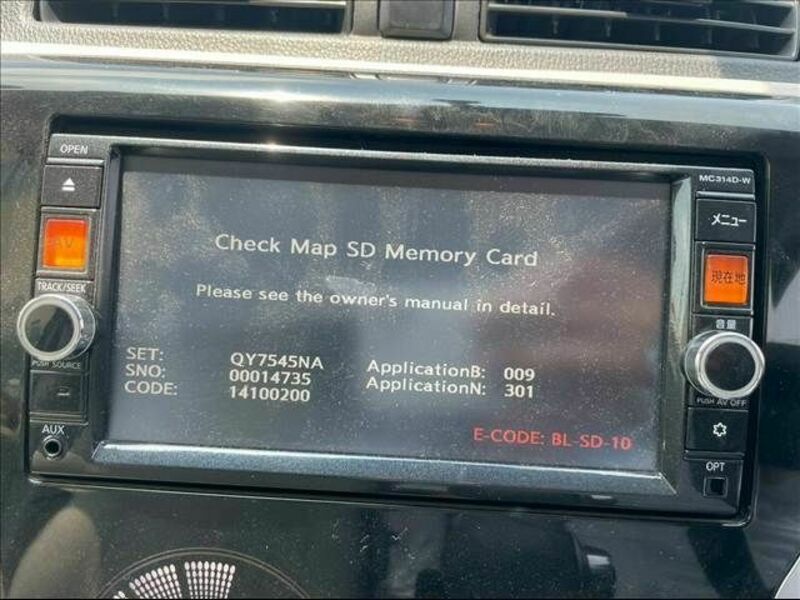 OPEN
MC314D-W
AV
メニュー
Check Map SD Memory Card
現在地
Please see the owner's manual in detail.
TRACK/SEEK
音量
SET: QY7545NA ApplicationB: 009
SNO: 00014735 ApplicationN: 301
CODE: 14100200
PUSH SOURCE
PUSH AV OFF
E-CODE: BL-SD-10
AUX
OPT